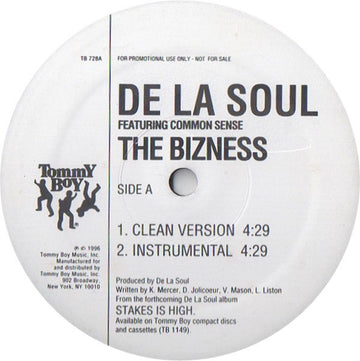 TB 728A
FOR PROMOTIONAL USE ONLY - NOT FOR SALE
DE LA SOUL
FEATURING COMMON SENSE
THE BIZNESS
SIDE A
Tommy
Boy
1. CLEAN VERSION 4:29
2. INSTRUMENTAL 4:29
℗ © 1996
Tommy Boy Music, Inc.
Manufactured for
and distributed by
Tommy Boy Music, Inc.
902 Broadway,
New York, NY 10010
Produced by De La Soul
Written by K. Mercer, D. Jolicoeur, V. Mason, L. Liston
From the forthcoming De La Soul album
STAKES IS HIGH.
Available on Tommy Boy compact discs
and cassettes (TB 1149).